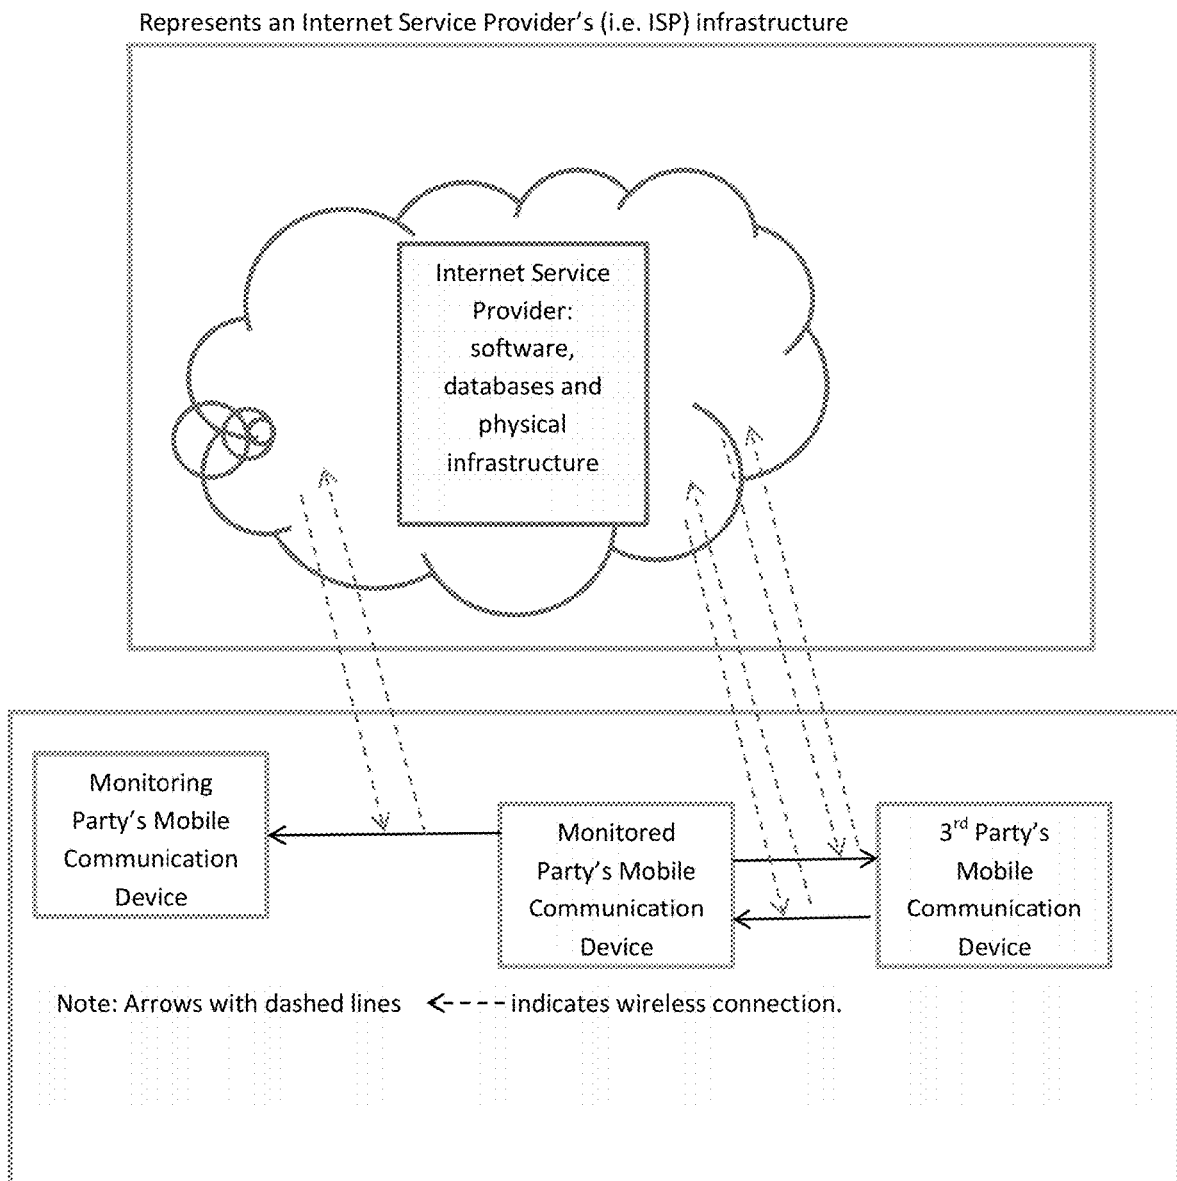 Represents an Internet Service Provider’s (i.e. ISP) infrastructure
Internet Service
Provider:
software,
databases and
physical
infrastructure
Monitoring
Party’s Mobile
Communication
Device
Monitored
Party’s Mobile
Communication
Device
3rd Party’s
Mobile
Communication
Device
Note: Arrows with dashed lines indicates wireless connection.